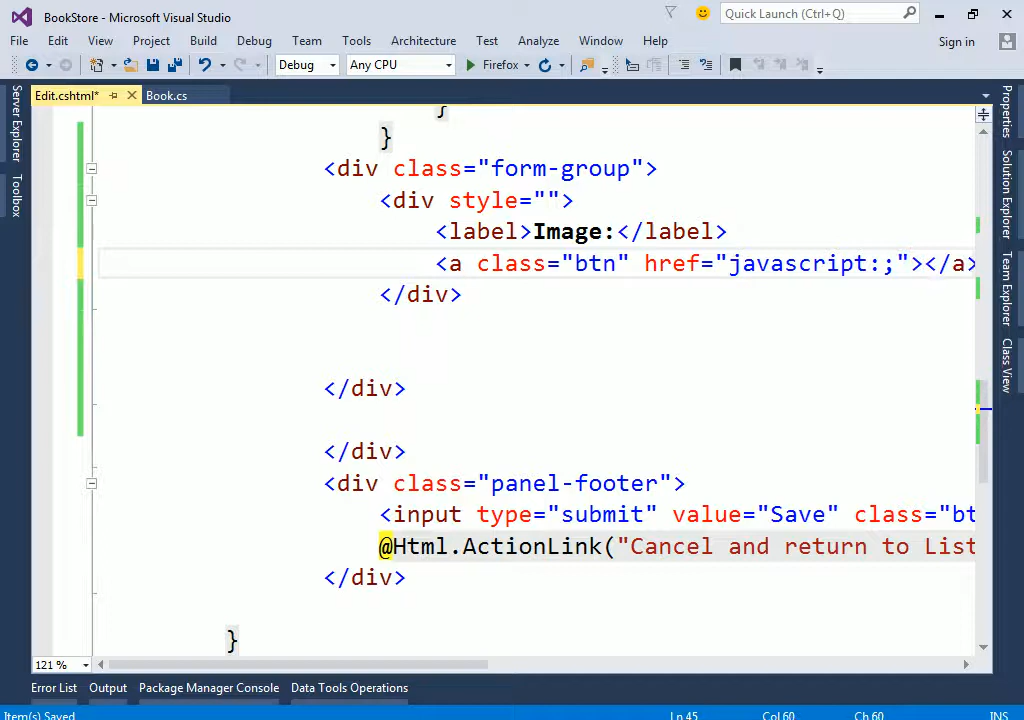 BookStore - Microsoft Visual Studio
Quick Launch (Ctrl+Q)
File Edit View Project Build Debug Team Tools Architecture Test Analyze Window Help
Sign in
Debug Any CPU Firefox
Edit.cshtml* Book.cs
Server Explorer
Toolbox
Properties
Solution Explorer
Team Explorer
Class View
}
}
<div class="form-group">
<div style="">
<label>Image:</label>
<a class="btn" href="javascript:;"></a>
</div>
</div>
</div>
<div class="panel-footer">
<input type="submit" value="Save" class="bt
@Html.ActionLink("Cancel and return to List
</div>
}
121 %
Error List Output Package Manager Console Data Tools Operations
Item(s) Saved Ln 45 Col 60 Ch 60 INS